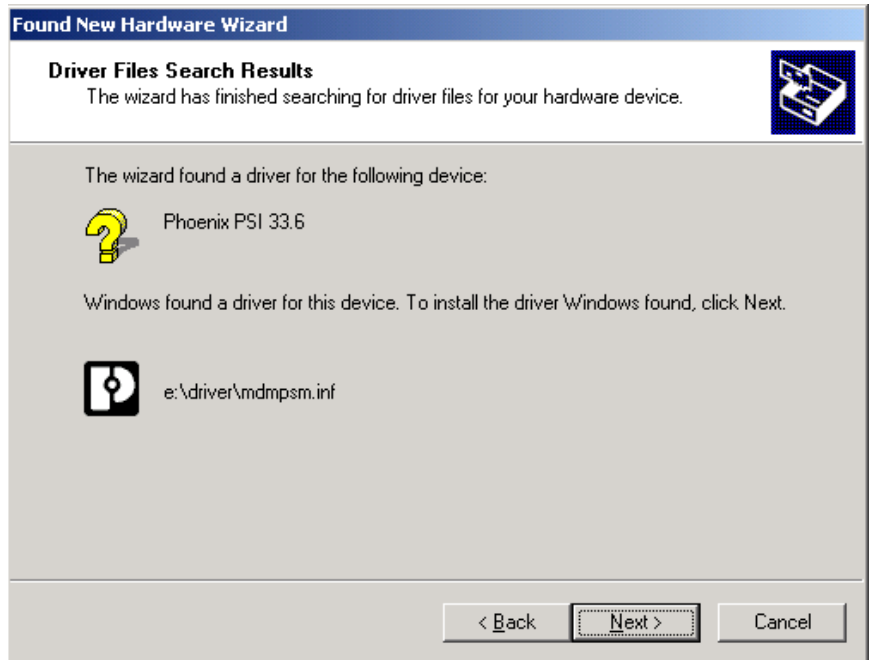 Found New Hardware Wizard
Driver Files Search Results
The wizard has finished searching for driver files for your hardware device.
The wizard found a driver for the following device:
Phoenix PSI 33.6
Windows found a driver for this device. To install the driver Windows found, click Next.
e:\driver\mdmpsm.inf
< Back Next > Cancel